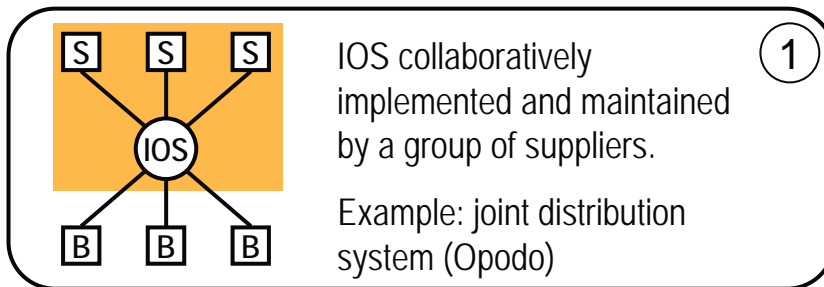 S S S
IOS
B B B
IOS collaboratively
implemented and maintained
by a group of suppliers.
Example: joint distribution
system (Opodo)
1